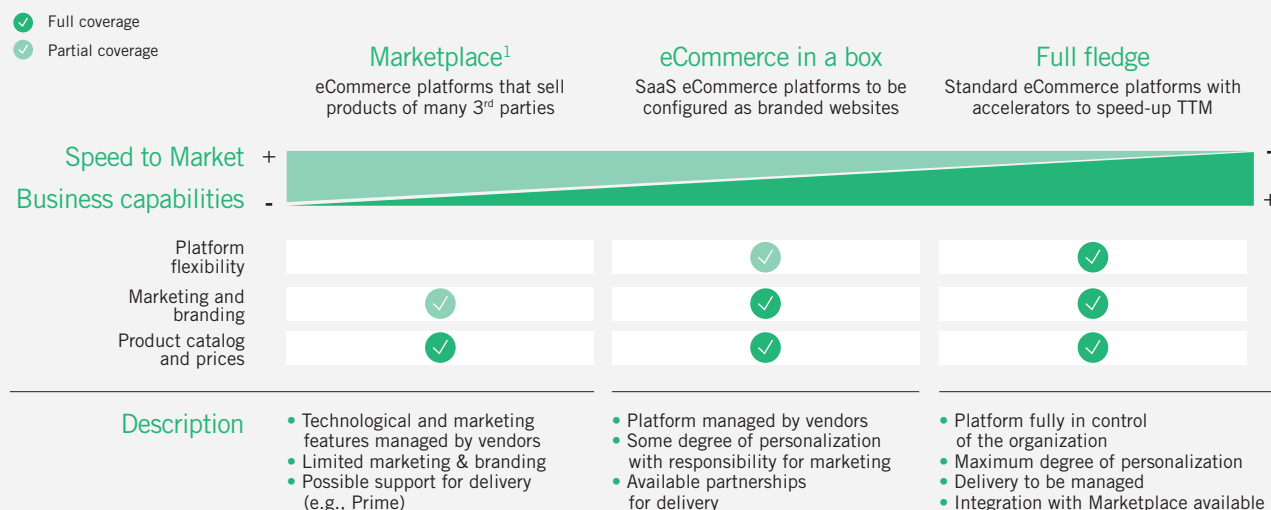 Full coverage
Partial coverage
Marketplace¹
eCommerce platforms that sell
products of many 3rd parties
eCommerce in a box
SaaS eCommerce platforms to be
configured as branded websites
Full fledge
Standard eCommerce platforms with
accelerators to speed-up TTM
Speed to Market + -
Business capabilities - +
Platform
flexibility
Marketing and
branding
Product catalog
and prices
Description
• Technological and marketing
features managed by vendors
• Limited marketing & branding
• Possible support for delivery
(e.g., Prime)
• Platform managed by vendors
• Some degree of personalization
with responsibility for marketing
• Available partnerships
for delivery
• Platform fully in control
of the organization
• Maximum degree of personalization
• Delivery to be managed
• Integration with Marketplace available